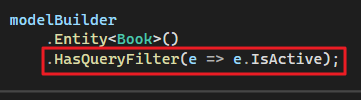 modelBuilder
.Entity<Book>()
.HasQueryFilter(e => e.IsActive);